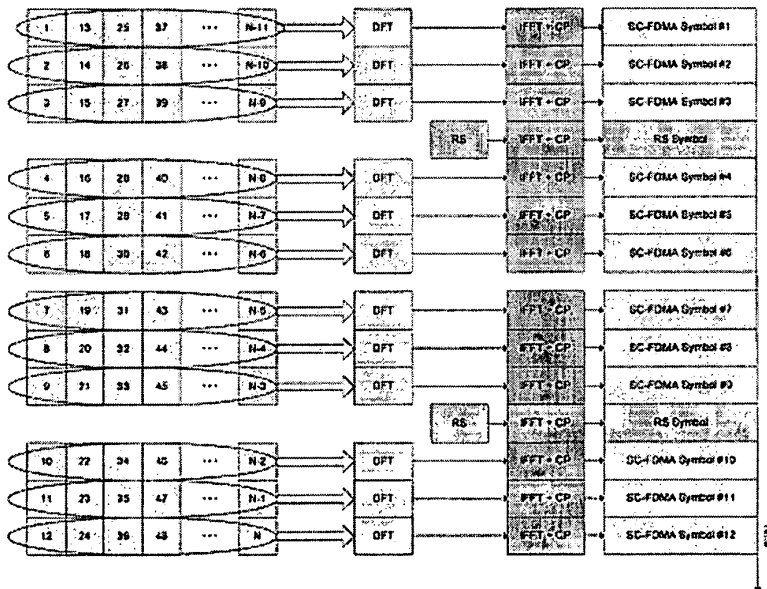 1 13 25 37 ... N-11 DFT IFFT + CP SC-FDMA Symbol #1
2 14 26 38 ... N-10 DFT IFFT + CP SC-FDMA Symbol #2
3 15 27 39 ... N-9 DFT IFFT + CP SC-FDMA Symbol #3
RS IFFT + CP RS Symbol
4 16 28 40 ... N-8 DFT IFFT + CP SC-FDMA Symbol #4
5 17 29 41 ... N-7 DFT IFFT + CP SC-FDMA Symbol #5
6 18 30 42 ... N-6 DFT IFFT + CP SC-FDMA Symbol #6
7 19 31 43 ... N-5 DFT IFFT + CP SC-FDMA Symbol #7
8 20 32 44 ... N-4 DFT IFFT + CP SC-FDMA Symbol #8
9 21 33 45 ... N-3 DFT IFFT + CP SC-FDMA Symbol #9
RS IFFT + CP RS Symbol
10 22 34 46 ... N-2 DFT IFFT + CP SC-FDMA Symbol #10
11 23 35 47 ... N-1 DFT IFFT + CP SC-FDMA Symbol #11
12 24 36 48 ... N DFT IFFT + CP SC-FDMA Symbol #12